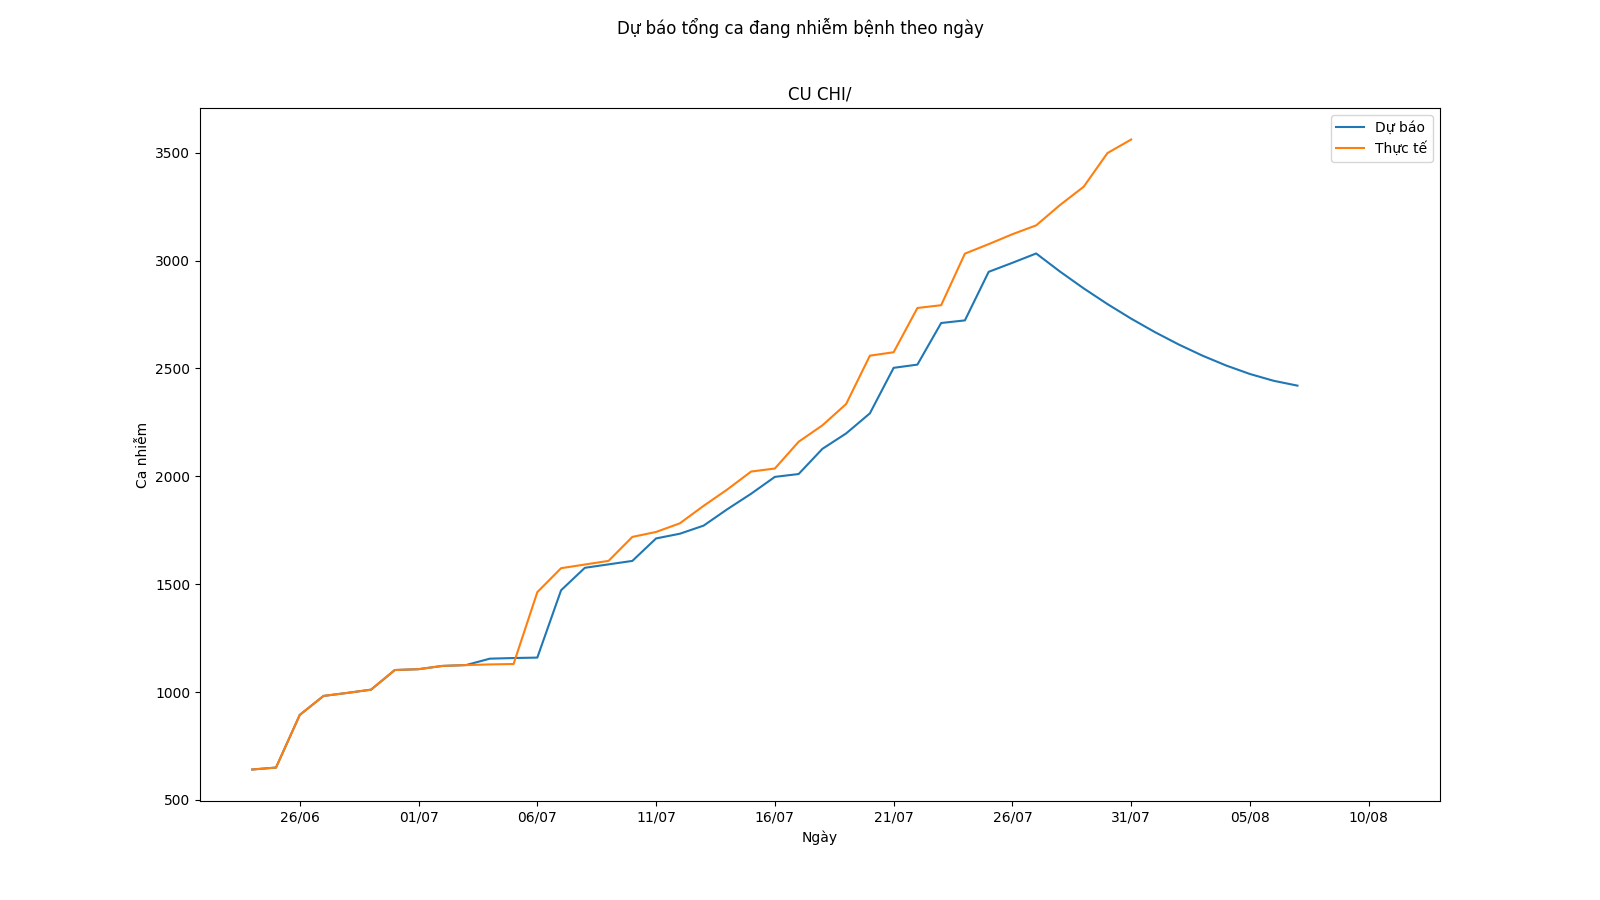 Dự báo tổng ca đang nhiễm bệnh theo ngày
CU CHI/
Dự báo
Thực tế
3500
3000
2500
2000
1500
1000
500
Ca nhiễm
26/06
01/07
06/07
11/07
16/07
21/07
26/07
31/07
05/08
10/08
Ngày